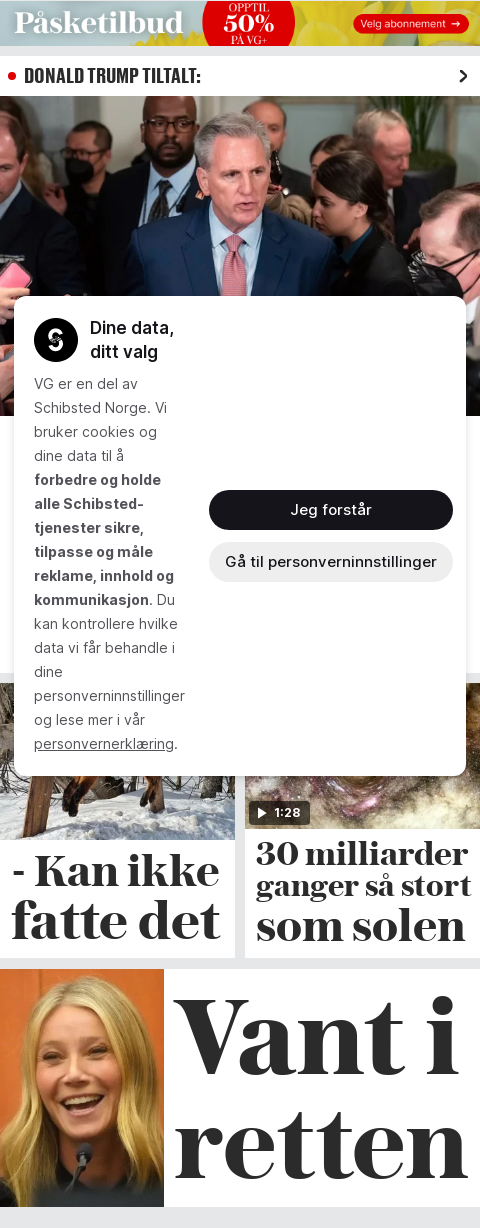 Påsketilbud
OPPTIL
50%
PÅ VG+
Velg abonnement →
DONALD TRUMP TILTALT:
Dine data,
ditt valg
VG er en del av
Schibsted Norge. Vi
bruker cookies og
dine data til å
forbedre og holde
alle Schibsted-
tjenester sikre,
tilpasse og måle
reklame, innhold og
kommunikasjon. Du
kan kontrollere hvilke
data vi får behandle i
dine
personverninnstillinger
og lese mer i vår
personvernerklæring.
Jeg forstår
Gå til personverninnstillinger
1:28
- Kan ikke
fatte det
30 milliarder
ganger så stort
som solen
Vant i
retten